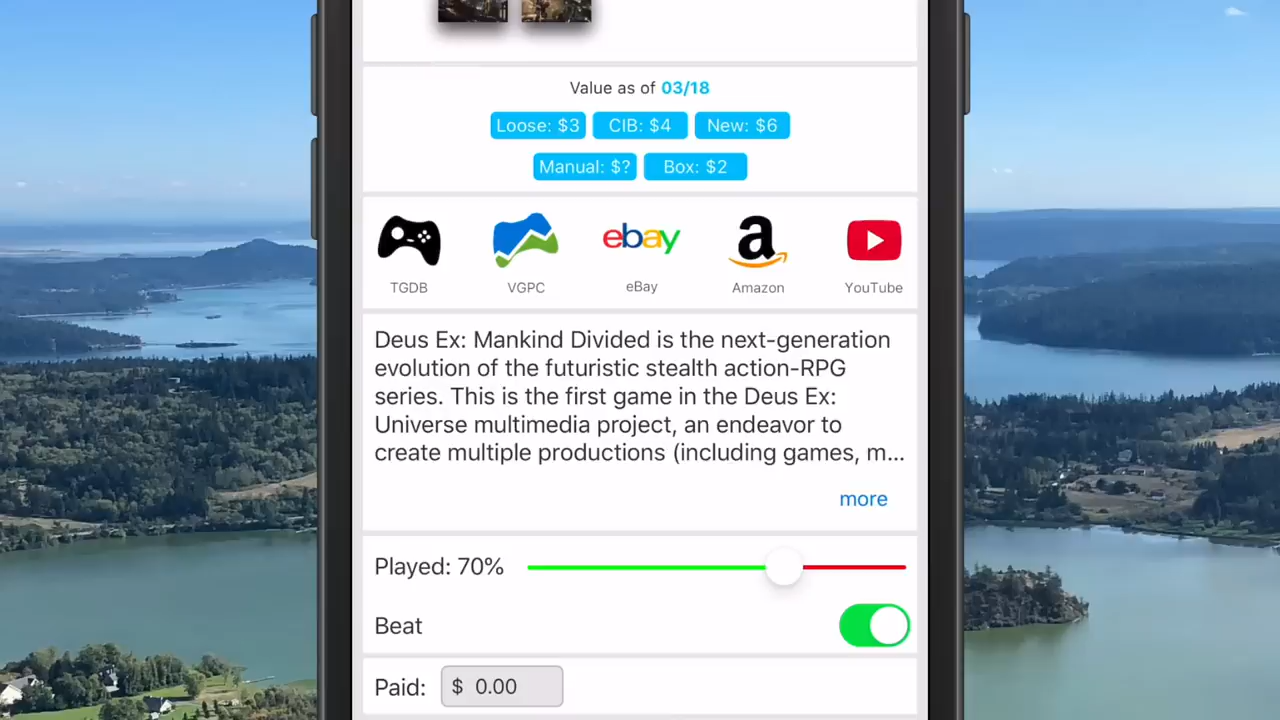 Value as of 03/18
Loose: $3 CIB: $4 New: $6
Manual: $? Box: $2
ebay
a
TGDB VGPC eBay Amazon YouTube
Deus Ex: Mankind Divided is the next-generation
evolution of the futuristic stealth action-RPG
series. This is the first game in the Deus Ex:
Universe multimedia project, an endeavor to
create multiple productions (including games, m...
more
Played: 70%
Beat
Paid: $ 0.00